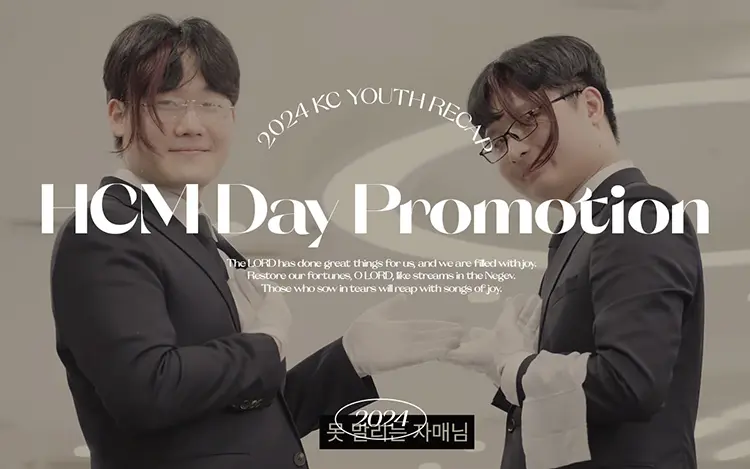 2024 KC YOUTH RECAP
HCM Day Promotion
The LORD has done great things for us, and we are filled with joy.
Restore our fortunes, O LORD, like streams in the Negev.
Those who sow in tears will reap with songs of joy.
2024
못 말리는 자매님